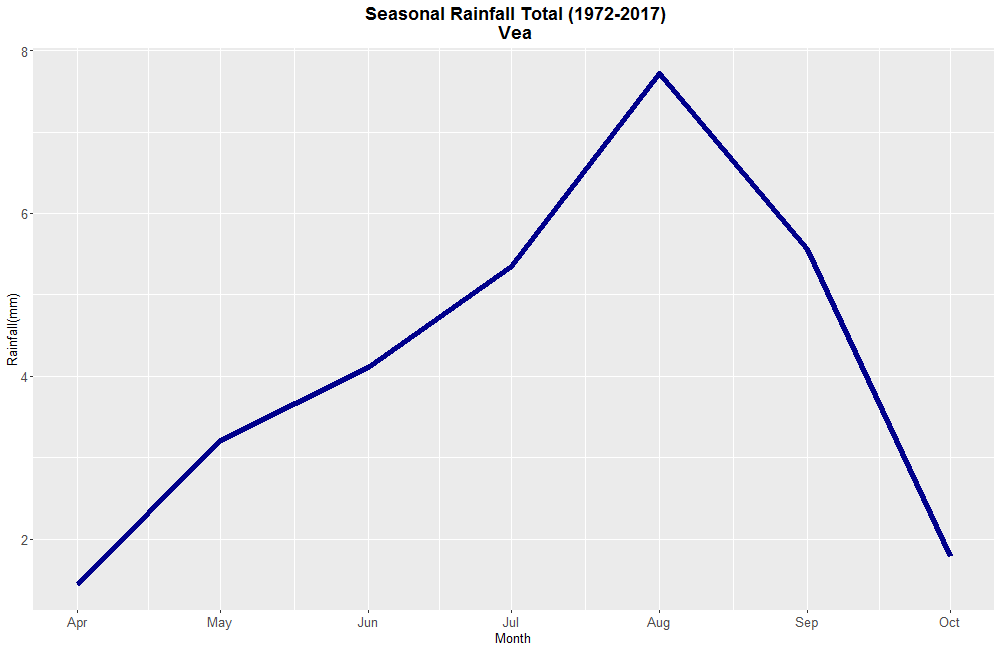 Seasonal Rainfall Total (1972-2017)
Vea
8
6
4
2
Rainfall(mm)
Apr May Jun Jul Aug Sep Oct
Month